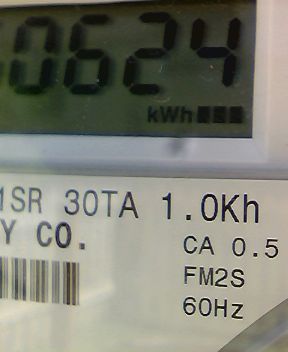 0624
kWh
1SR 30TA 1.0Kh
Y CO.
CA 0.5
FM2S
60Hz